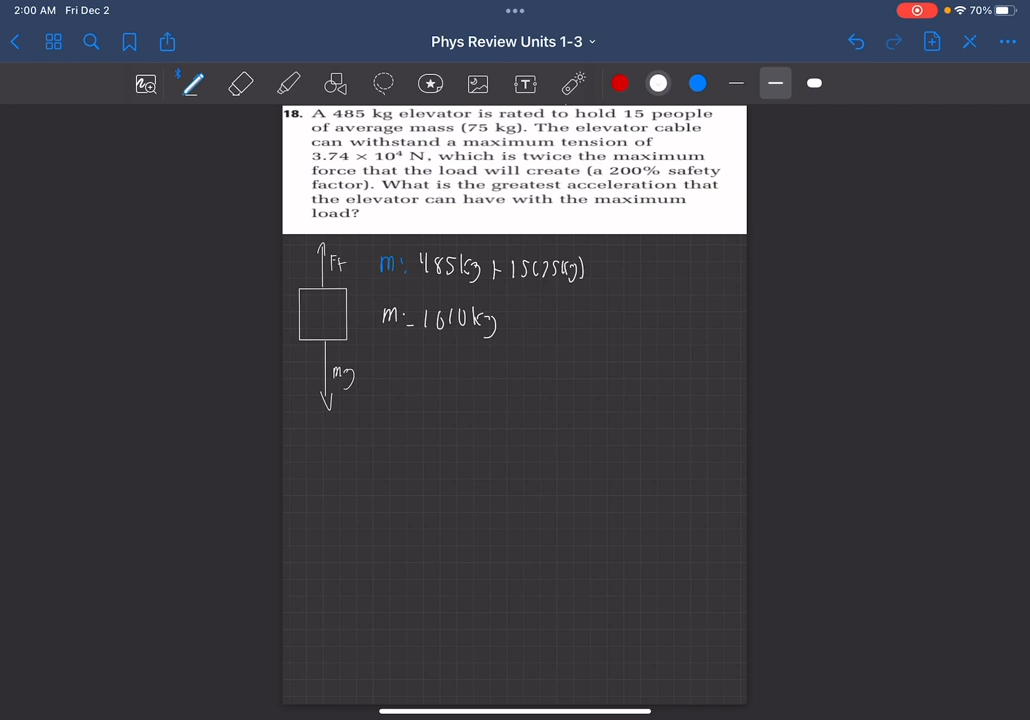 2:00 AM Fri Dec 2
70%
Phys Review Units 1-3
18. A 485 kg elevator is rated to hold 15 people
of average mass (75 kg). The elevator cable
can withstand a maximum tension of
3.74 × 10⁴ N, which is twice the maximum
force that the load will create (a 200% safety
factor). What is the greatest acceleration that
the elevator can have with the maximum
load?
Ft
m: 485kg + 15(75kg)
m: 1610kg
mg